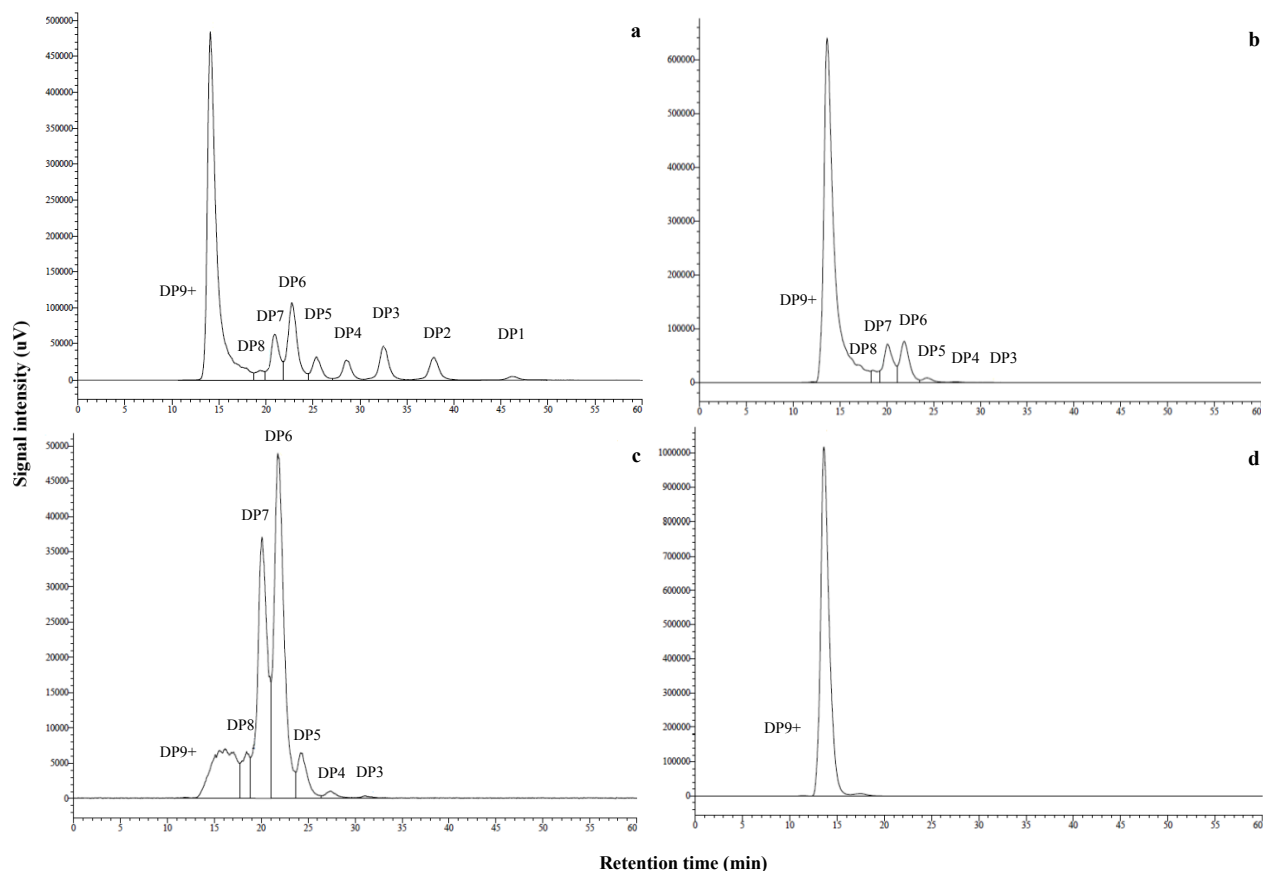 a
500000
450000
400000
350000
300000
250000
200000
150000
100000
50000
0
DP9+
DP8
DP7
DP6
DP5
DP4
DP3
DP2
DP1
0 5 10 15 20 25 30 35 40 45 50 55 60
b
600000
500000
400000
300000
200000
100000
0
DP9+
DP8
DP7
DP6
DP5
DP4
DP3
0 5 10 15 20 25 30 35 40 45 50 55 60
Signal intensity (uV)
c
50000
45000
40000
35000
30000
25000
20000
15000
10000
5000
0
DP9+
DP8
DP7
DP6
DP5
DP4
DP3
0 5 10 15 20 25 30 35 40 45 50 55 60
d
1000000
900000
800000
700000
600000
500000
400000
300000
200000
100000
0
DP9+
0 5 10 15 20 25 30 35 40 45 50 55 60
Retention time (min)